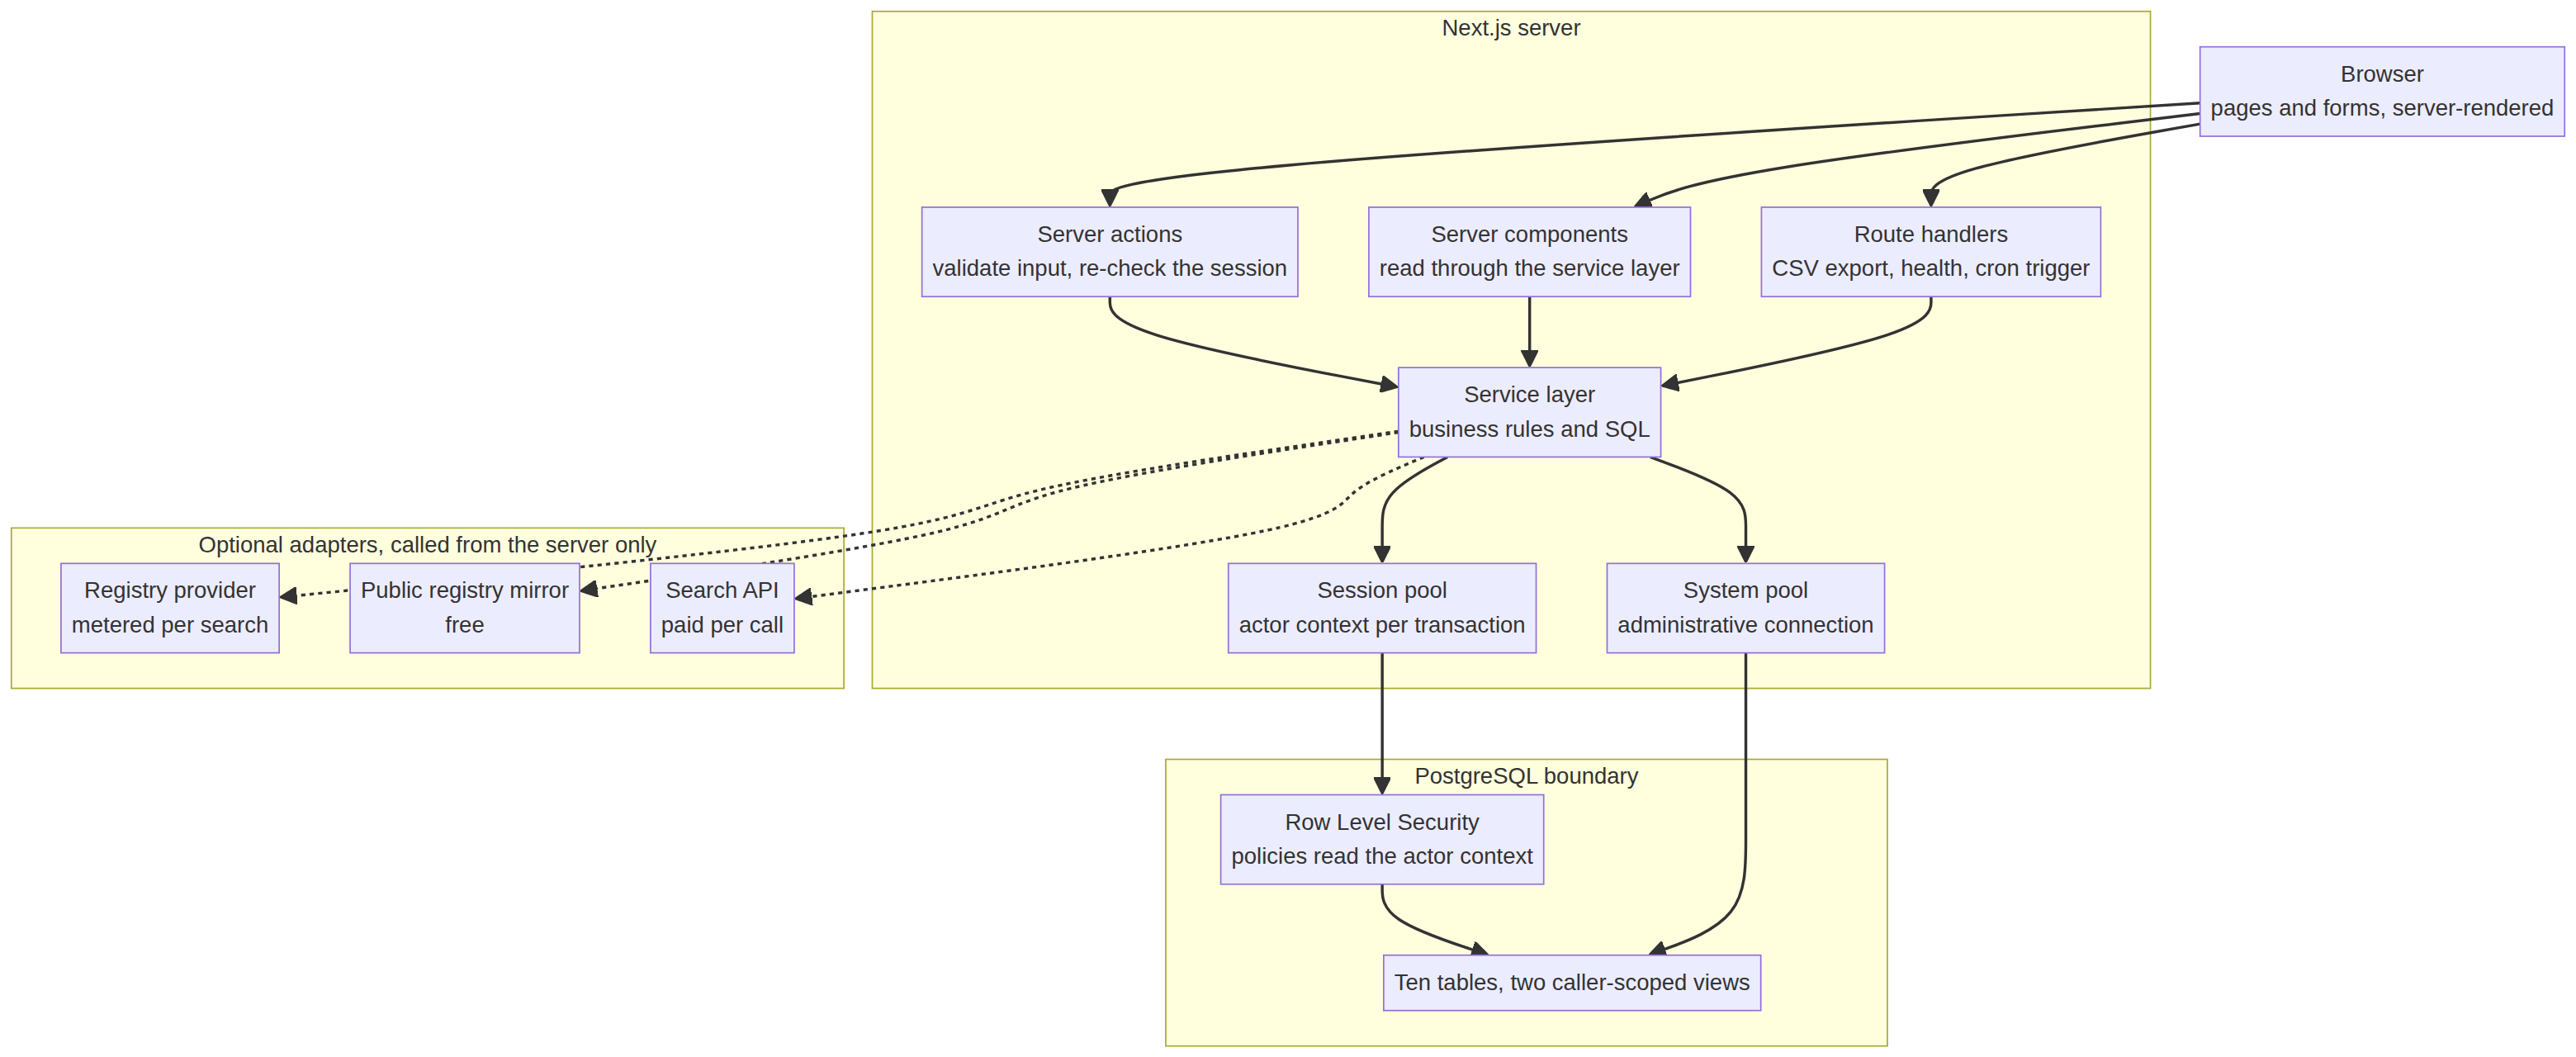 Next.js server
Browser
pages and forms, server-rendered
Server actions
validate input, re-check the session
Server components
read through the service layer
Route handlers
CSV export, health, cron trigger
Service layer
business rules and SQL
Optional adapters, called from the server only
Registry provider
metered per search
Public registry mirror
free
Search API
paid per call
Session pool
actor context per transaction
System pool
administrative connection
PostgreSQL boundary
Row Level Security
policies read the actor context
Ten tables, two caller-scoped views